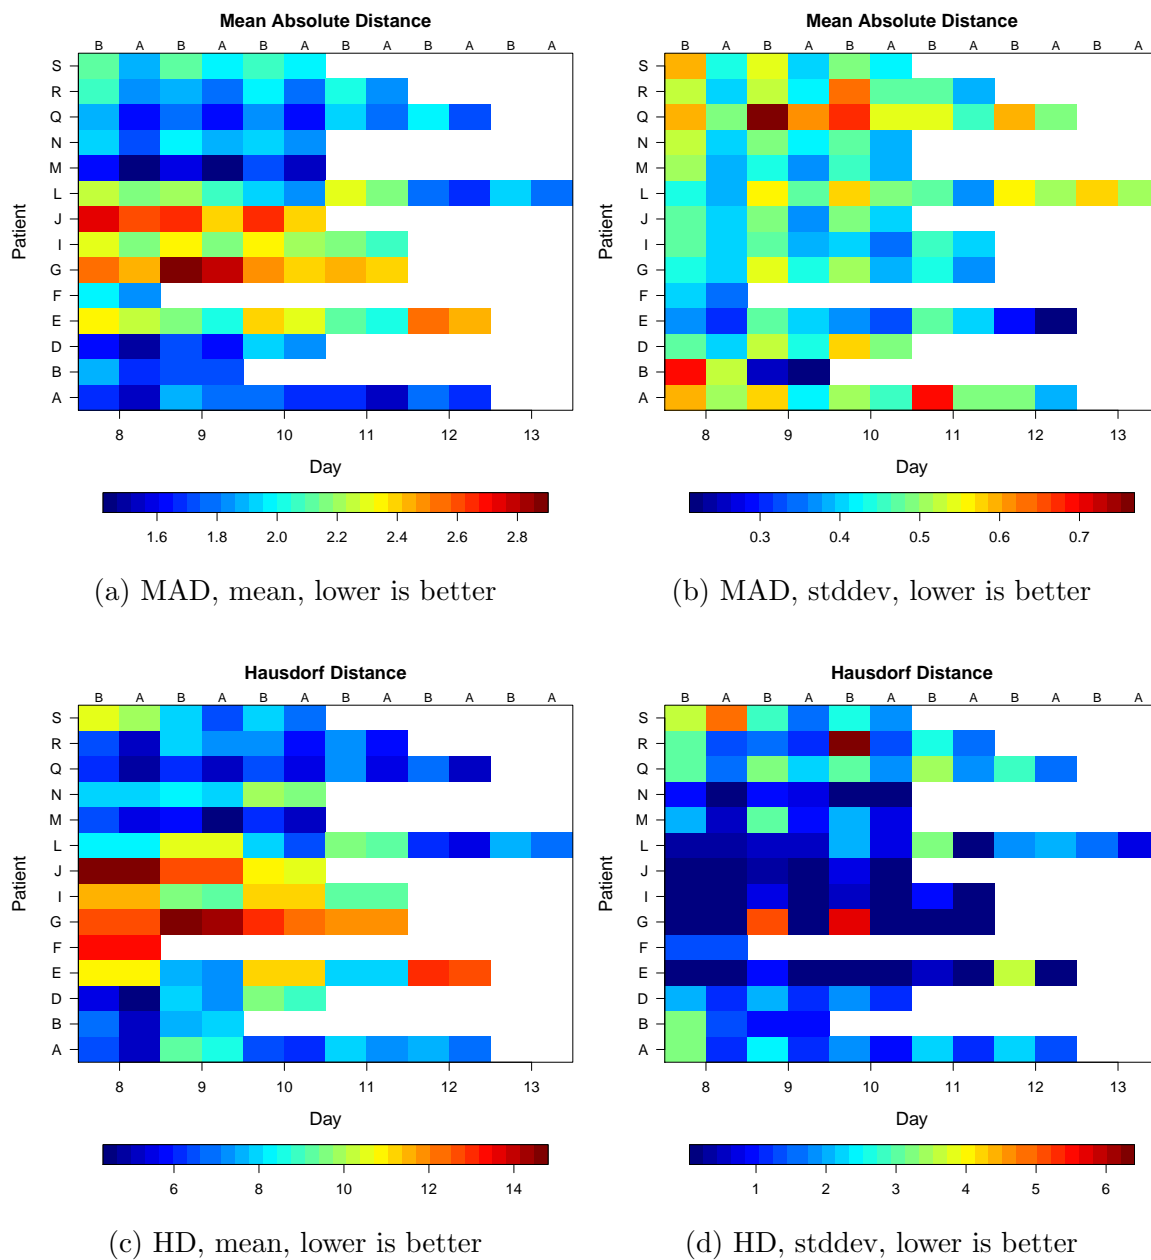 Mean Absolute Distance
B A B A B A B A B A B A
S
R
Q
N
M
L
J
I
G
F
E
D
B
A
Patient
8 9 10 11 12 13
Day
1.6 1.8 2.0 2.2 2.4 2.6 2.8
(a) MAD, mean, lower is better
Mean Absolute Distance
B A B A B A B A B A B A
S
R
Q
N
M
L
J
I
G
F
E
D
B
A
Patient
8 9 10 11 12 13
Day
0.3 0.4 0.5 0.6 0.7
(b) MAD, stddev, lower is better
Hausdorf Distance
B A B A B A B A B A B A
S
R
Q
N
M
L
J
I
G
F
E
D
B
A
Patient
8 9 10 11 12 13
Day
6 8 10 12 14
(c) HD, mean, lower is better
Hausdorf Distance
B A B A B A B A B A B A
S
R
Q
N
M
L
J
I
G
F
E
D
B
A
Patient
8 9 10 11 12 13
Day
1 2 3 4 5 6
(d) HD, stddev, lower is better